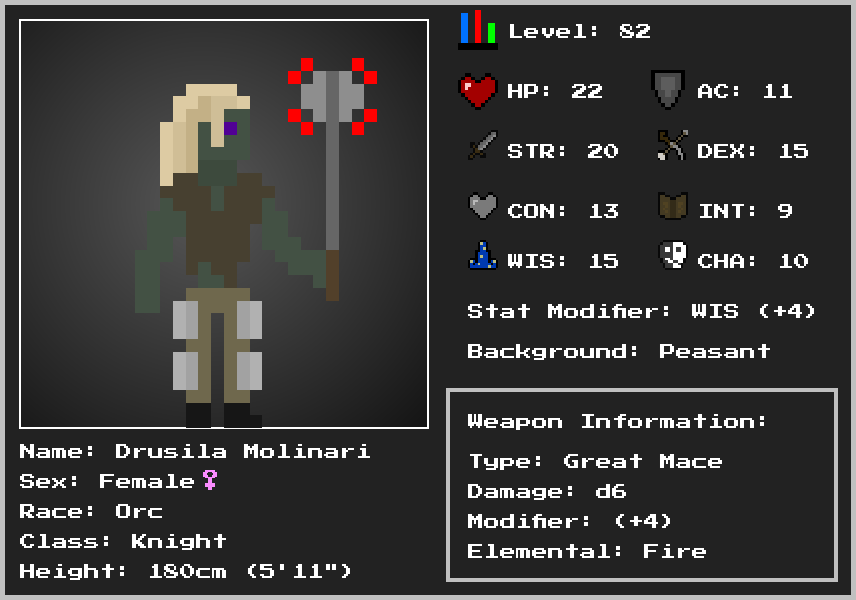 Level: 82
HP: 22
AC: 11
STR: 20
DEX: 15
CON: 13
INT: 9
WIS: 15
CHA: 10
Stat Modifier: WIS (+4)
Background: Peasant
Weapon Information:
Type: Great Mace
Damage: d6
Modifier: (+4)
Elemental: Fire
Name: Drusila Molinari
Sex: Female♀
Race: Orc
Class: Knight
Height: 180cm (5'11")